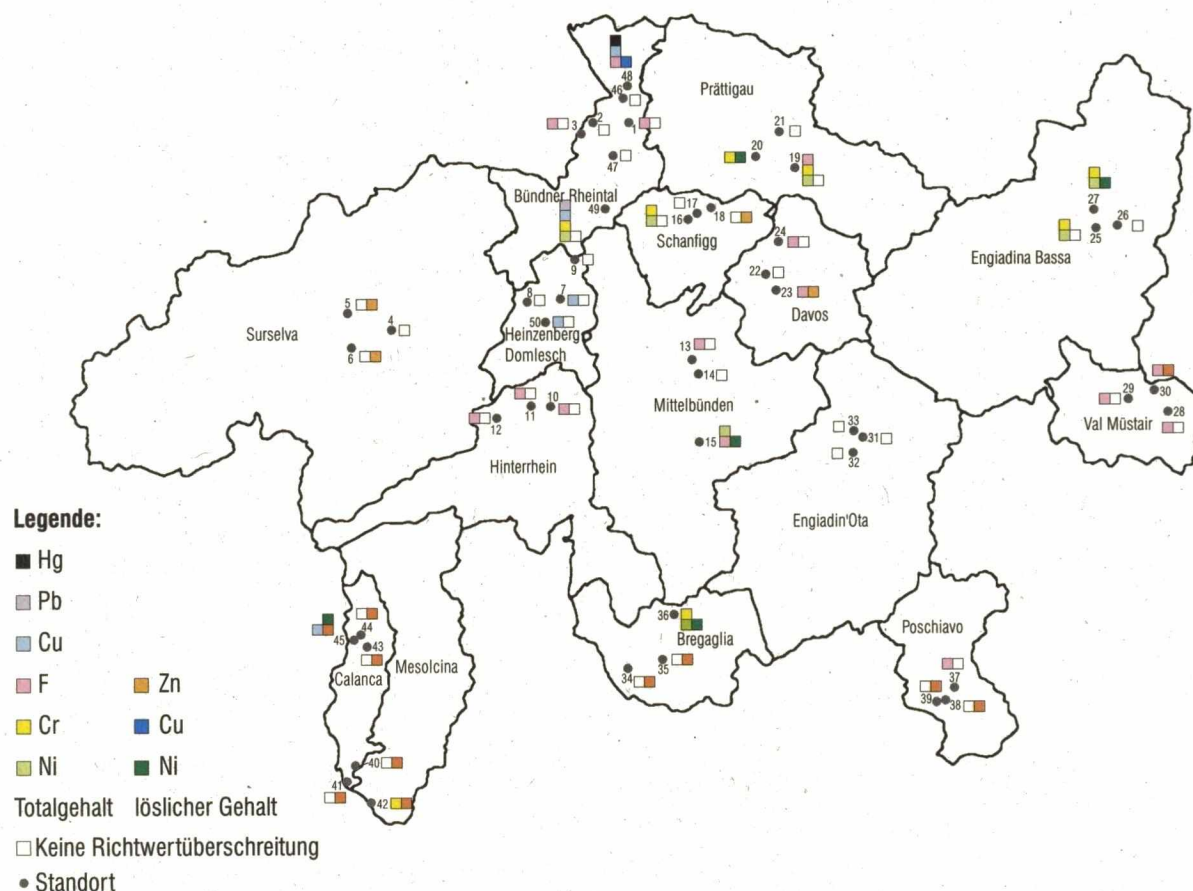 48
46
Prättigau
2
3
1
21
20
19
47
Bündner Rheintal
49
17
16
18
Schanfigg
27
26
25
Engiadina Bassa
24
9
22
23
Davos
8
7
5
4
Surselva
50
Heinzenberg
Domlesch
6
13
14
Mittelbünden
10
11
12
29
30
28
Val Müstair
33
31
32
15
Hinterrhein
Engiadin'Ota
Legende:
Hg
Pb
Cu
F
Zn
Cr
Cu
Ni
Ni
Totalgehalt löslicher Gehalt
Keine Richtwertüberschreitung
Standort
44
45
43
Calanca
Mesolcina
36
Bregaglia
35
34
Poschiavo
37
39
38
40
41
42